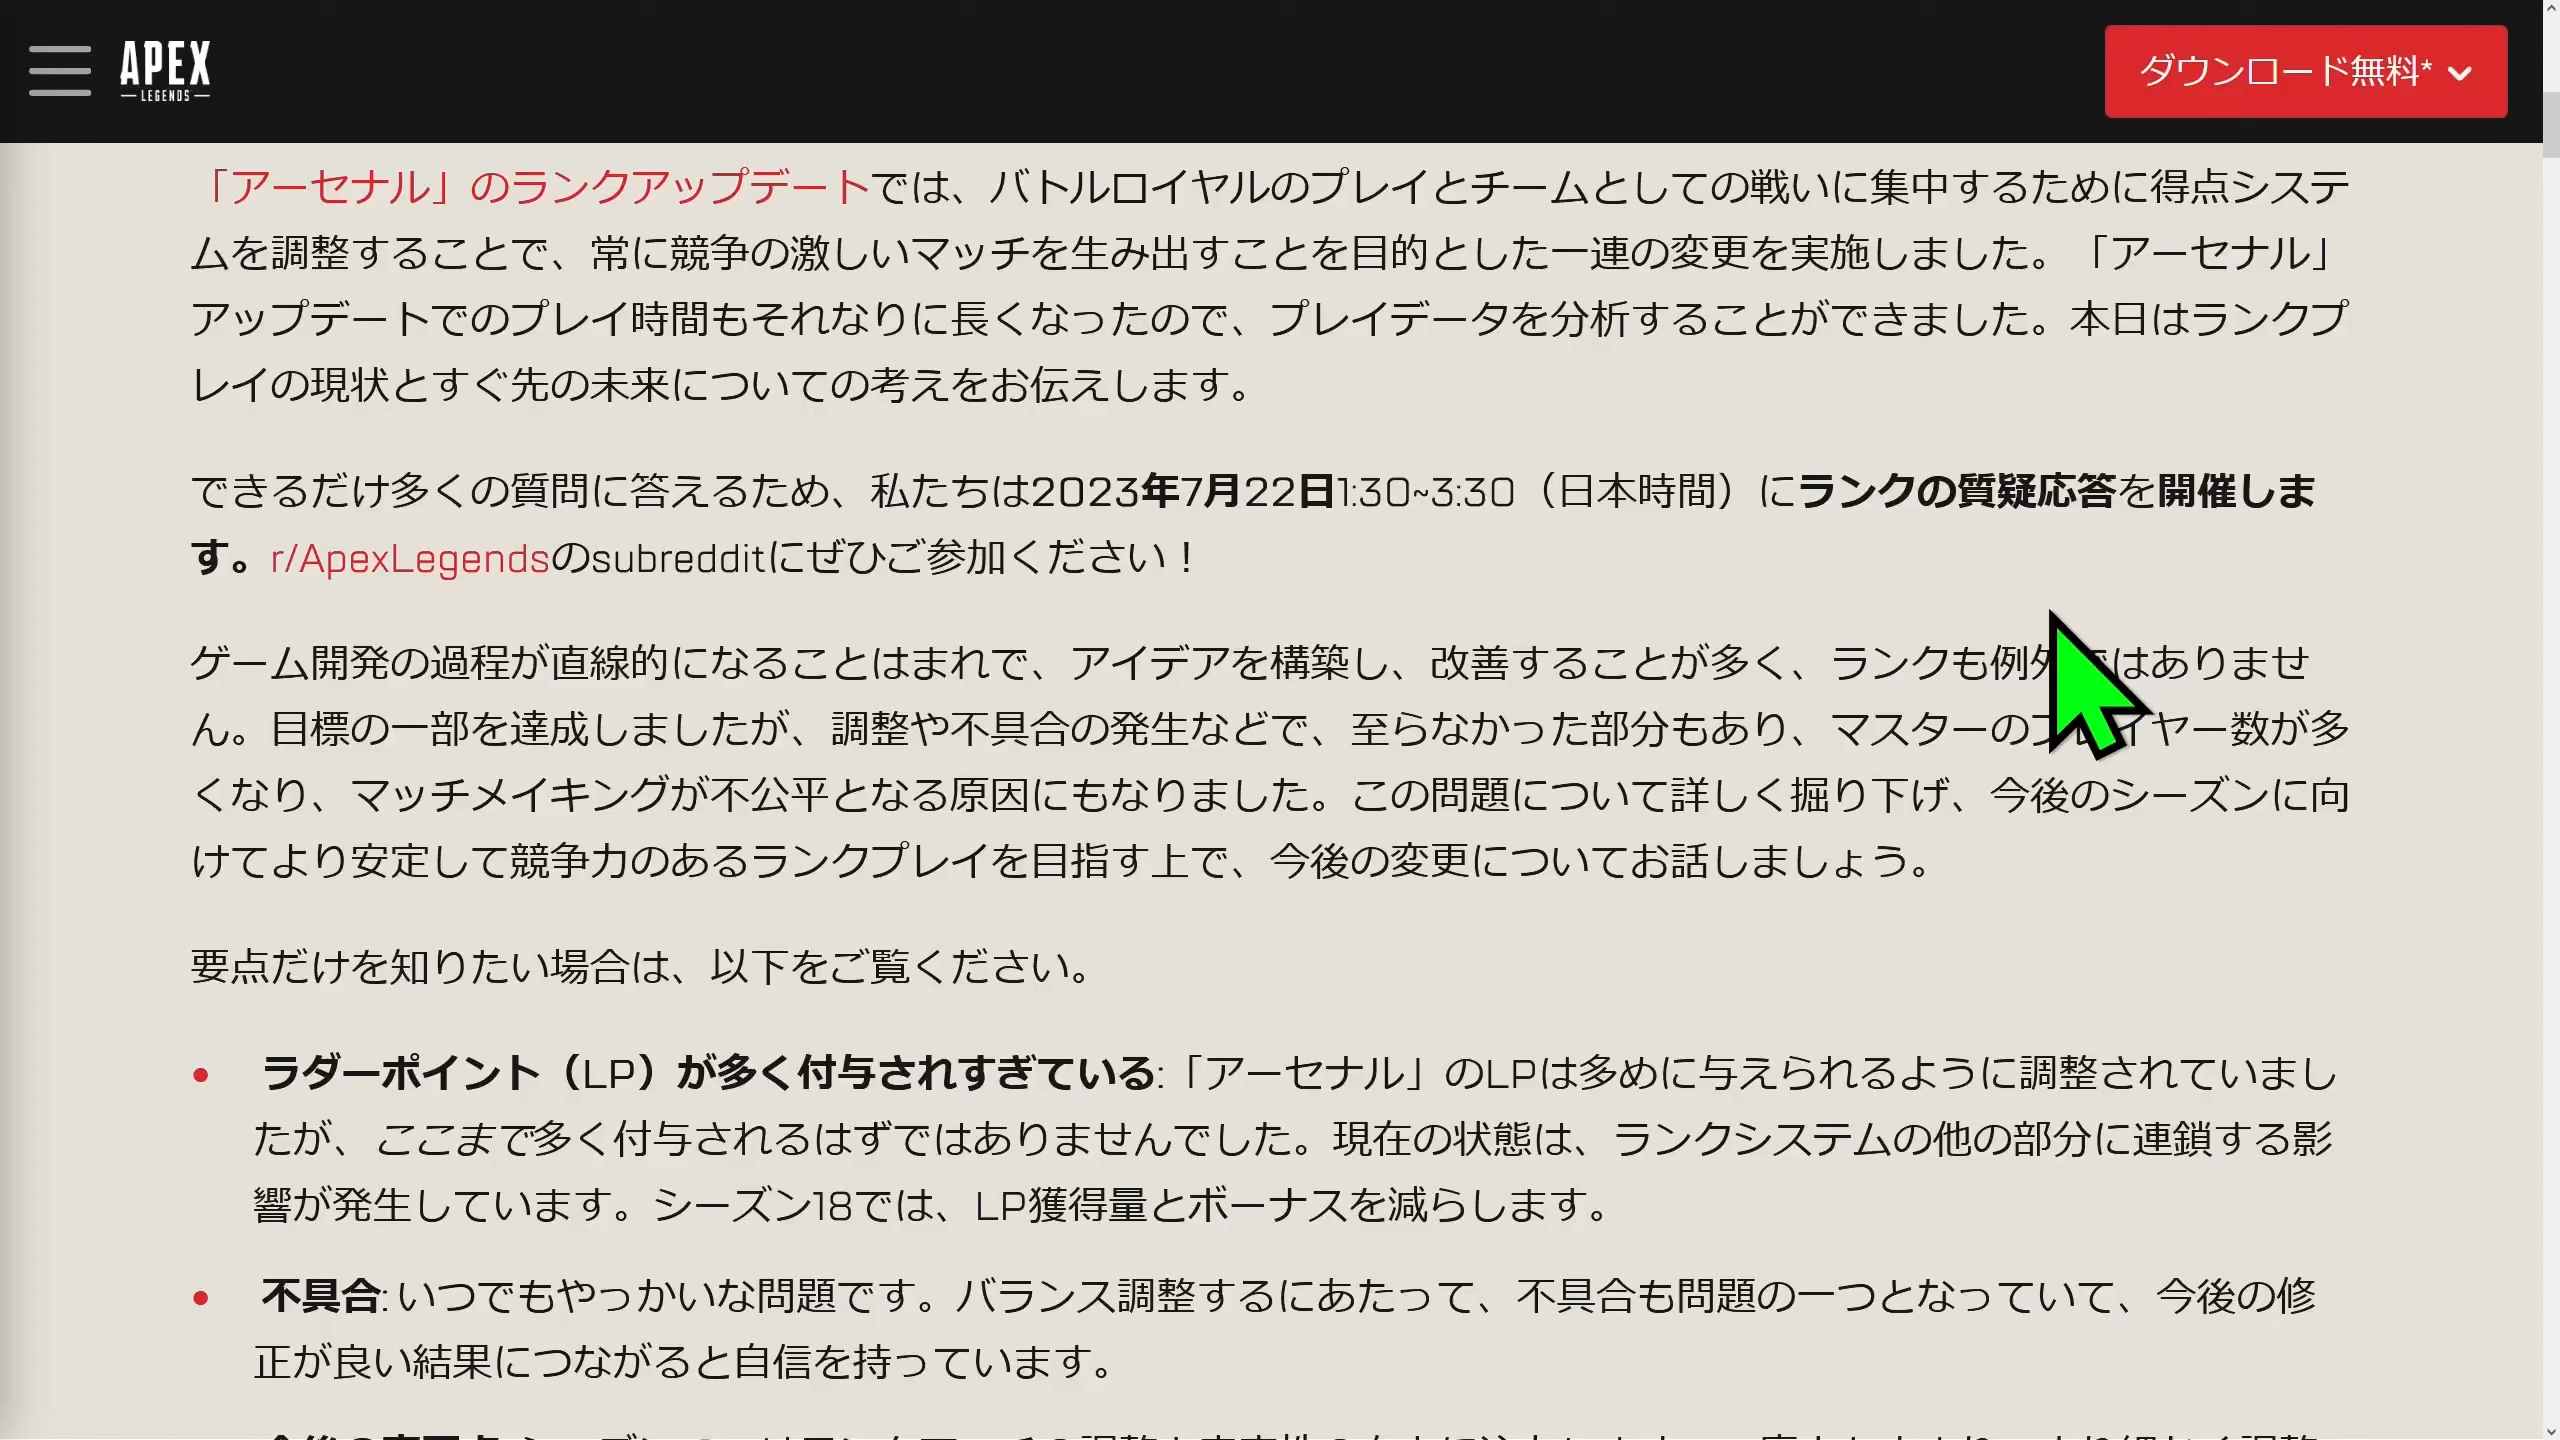 APEX
LEGENDS
ダウンロード無料*
「アーセナル」のランクアップデートでは、バトルロイヤルのプレイとチームとしての戦いに集中するために得点システ
ムを調整することで、常に競争の激しいマッチを生み出すことを目的とした一連の変更を実施しました。「アーセナル」
アップデートでのプレイ時間もそれなりに長くなったので、プレイデータを分析することができました。本日はランクプ
レイの現状とすぐ先の未来についての考えをお伝えします。
できるだけ多くの質問に答えるため、私たちは2023年7月22日1:30~3:30（日本時間）にランクの質疑応答を開催しま
す。r/ApexLegendsのsubredditにぜひご参加ください！
ゲーム開発の過程が直線的になることはまれで、アイデアを構築し、改善することが多く、ランクも例外ではありませ
ん。目標の一部を達成しましたが、調整や不具合の発生などで、至らなかった部分もあり、マスターのプレイヤー数が多
くなり、マッチメイキングが不公平となる原因にもなりました。この問題について詳しく掘り下げ、今後のシーズンに向
けてより安定して競争力のあるランクプレイを目指す上で、今後の変更についてお話しましょう。
要点だけを知りたい場合は、以下をご覧ください。
ラダーポイント（LP）が多く付与されすぎている:「アーセナル」のLPは多めに与えられるように調整されていまし
たが、ここまで多く付与されるはずではありませんでした。現在の状態は、ランクシステムの他の部分に連鎖する影
響が発生しています。シーズン18では、LP獲得量とボーナスを減らします。
不具合: いつでもやっかいな問題です。バランス調整するにあたって、不具合も問題の一つとなっていて、今後の修
正が良い結果につながると自信を持っています。